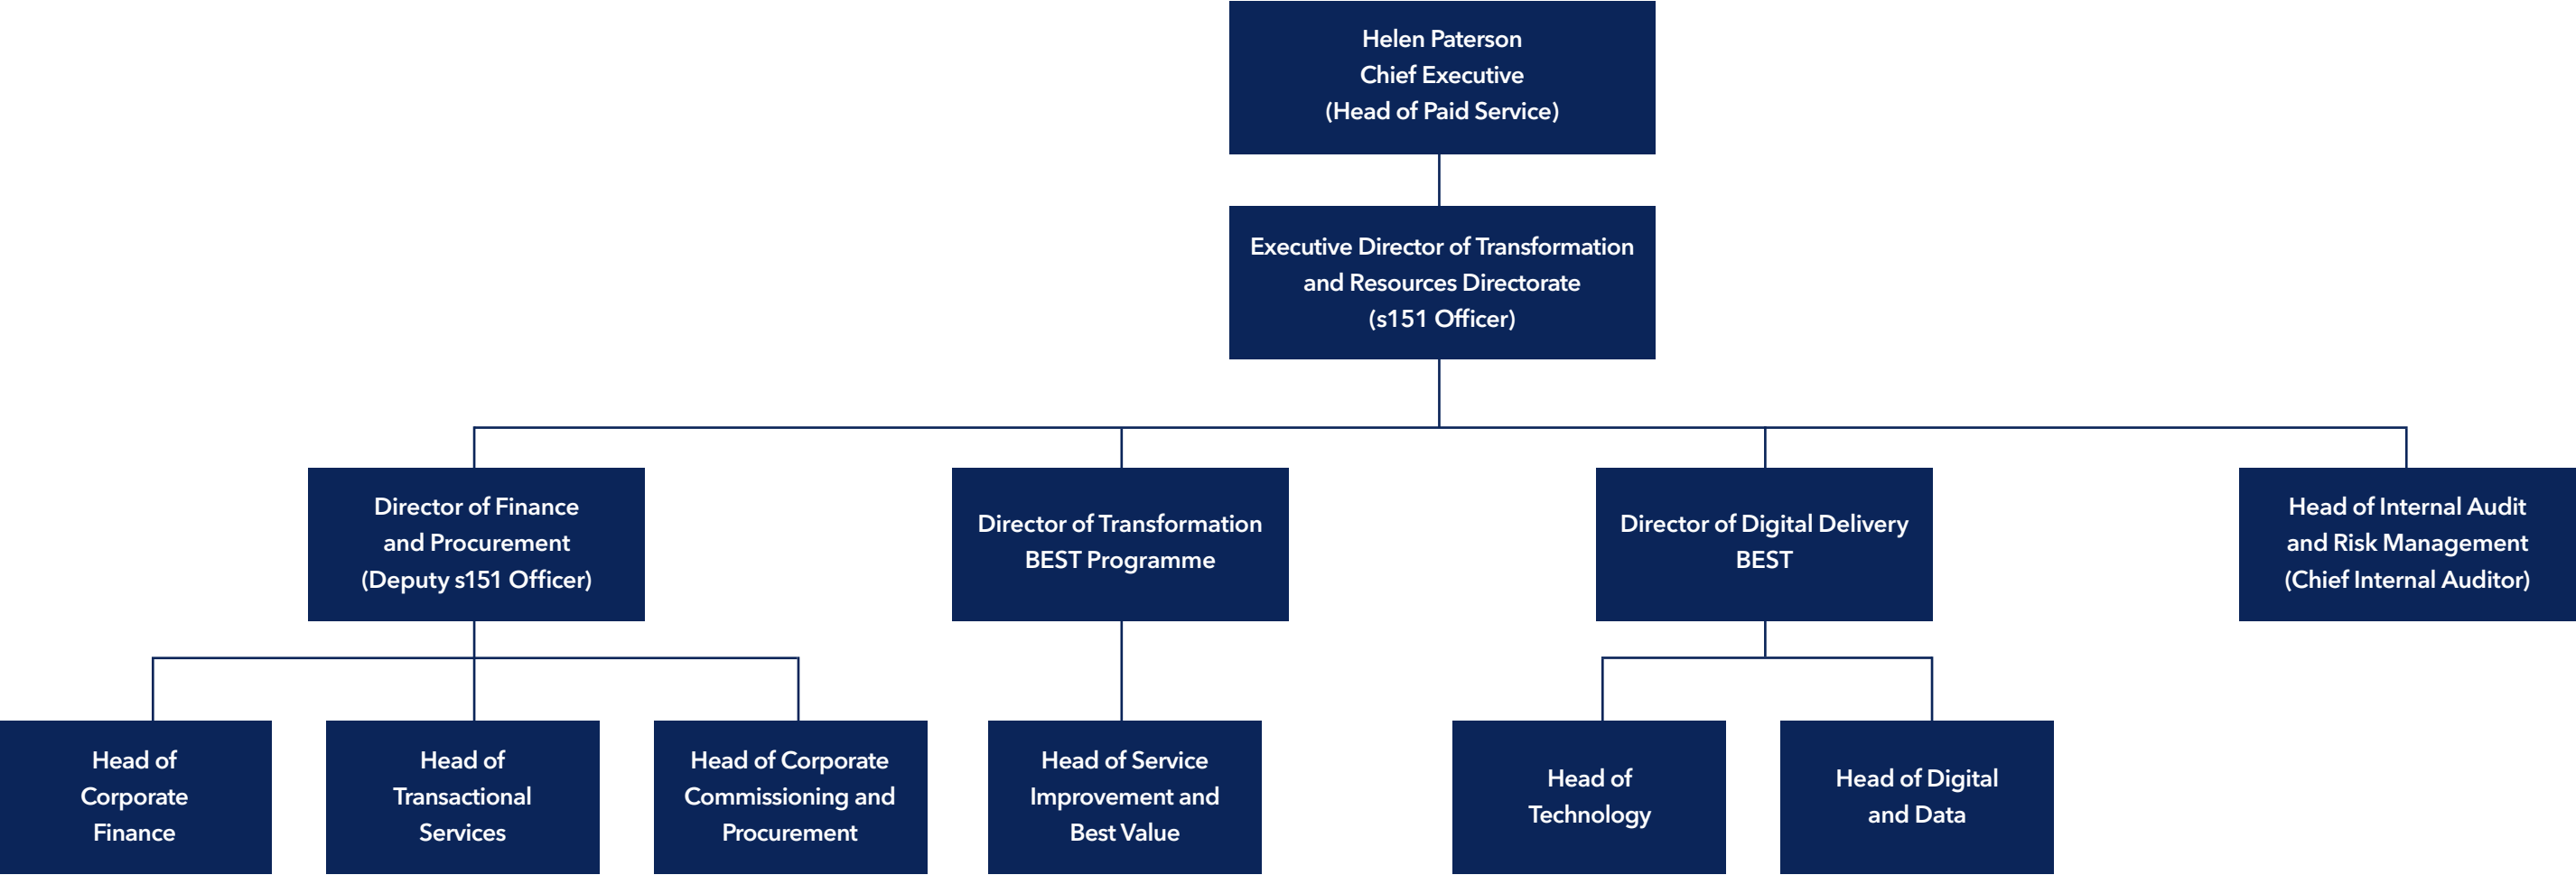 Helen Paterson
Chief Executive
(Head of Paid Service)
Executive Director of Transformation
and Resources Directorate
(s151 Officer)
Director of Finance
and Procurement
(Deputy s151 Officer)
Director of Transformation
BEST Programme
Director of Digital Delivery
BEST
Head of Internal Audit
and Risk Management
(Chief Internal Auditor)
Head of
Corporate
Finance
Head of
Transactional
Services
Head of Corporate
Commissioning and
Procurement
Head of Service
Improvement and
Best Value
Head of
Technology
Head of Digital
and Data